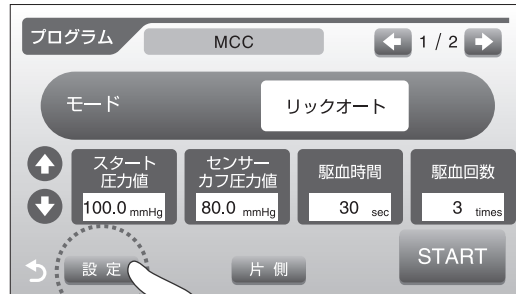 プログラム
MCC
1 / 2
モード
リックオート
スタート
圧力値
100.0 mmHg
センサー
カフ圧力値
80.0 mmHg
駆血時間
30 sec
駆血回数
3 times
設定
片側
START